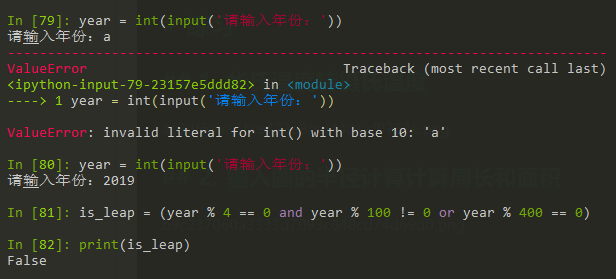 In [79]: year = int(input('请输入年份：'))
请输入年份：a
---------------------------------------------------------------------------
ValueError                                Traceback (most recent call last)
<ipython-input-79-23157e5ddd82> in <module>
----> 1 year = int(input('请输入年份：'))

ValueError: invalid literal for int() with base 10: 'a'

In [80]: year = int(input('请输入年份：'))
请输入年份：2019

In [81]: is_leap = (year % 4 == 0 and year % 100 != 0 or year % 400 == 0)

In [82]: print(is_leap)
False